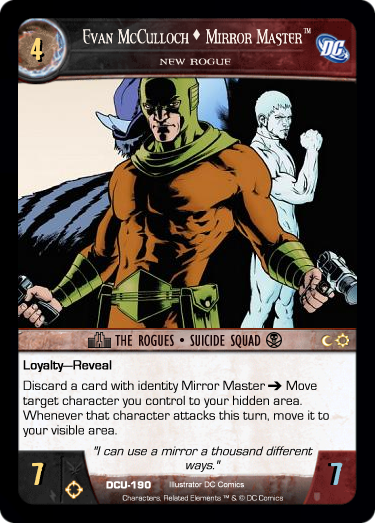 4
Evan McCulloch ♦ Mirror Master™
DC
NEW ROGUE
THE ROGUES • SUICIDE SQUAD
Loyalty—Reveal
Discard a card with identity Mirror Master ➔ Move
target character you control to your hidden area.
Whenever that character attacks this turn, move it to
your visible area.
"I can use a mirror a thousand different
ways."
7
DCU-190
Illustrator DC Comics
7
Characters, Related Elements ™ & © DC Comics